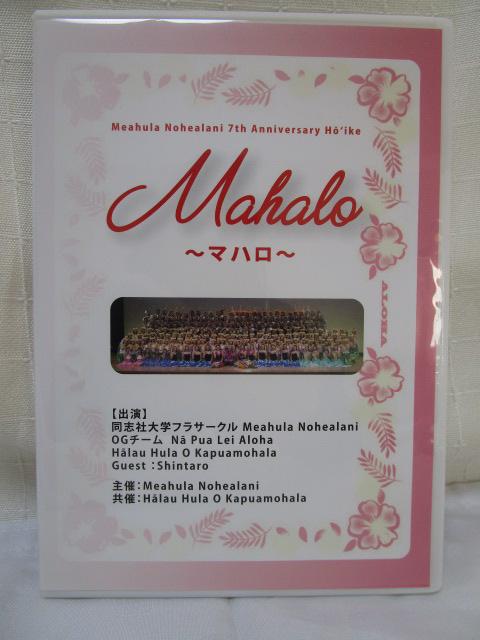 Meahula Nohealani 7th Anniversary Hō'ike
Mahalo
～マハロ～
ALOHA
【出演】
同志社大学フラサークル Meahula Nohealani
OGチーム Nā Pua Lei Aloha
Hālau Hula O Kapuamohala
Guest：Shintaro
主催：Meahula Nohealani
共催：Hālau Hula O Kapuamohala